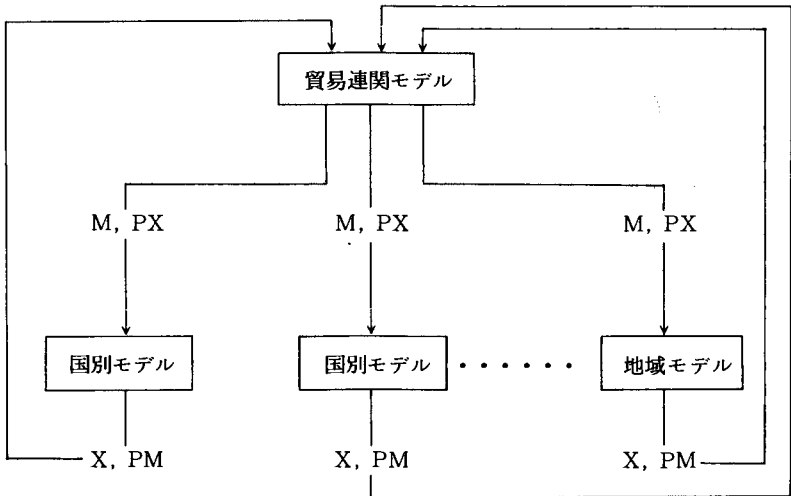 貿易連関モデル
M, PX
M, PX
M, PX
国別モデル
国別モデル
・・・・・・
地域モデル
X, PM
X, PM
X, PM